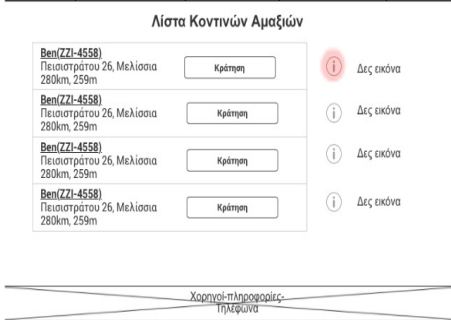 Λίστα Κοντινών Αμαξιών
Ben(ZZI-4558)
Πεισιστράτου 26, Μελίσσια
280km, 259m
Κράτηση
i
Δες εικόνα
Ben(ZZI-4558)
Πεισιστράτου 26, Μελίσσια
280km, 259m
Κράτηση
i
Δες εικόνα
Ben(ZZI-4558)
Πεισιστράτου 26, Μελίσσια
280km, 259m
Κράτηση
i
Δες εικόνα
Ben(ZZI-4558)
Πεισιστράτου 26, Μελίσσια
280km, 259m
Κράτηση
i
Δες εικόνα
Χορηγοί-πληροφορίες-
Τηλέφωνα